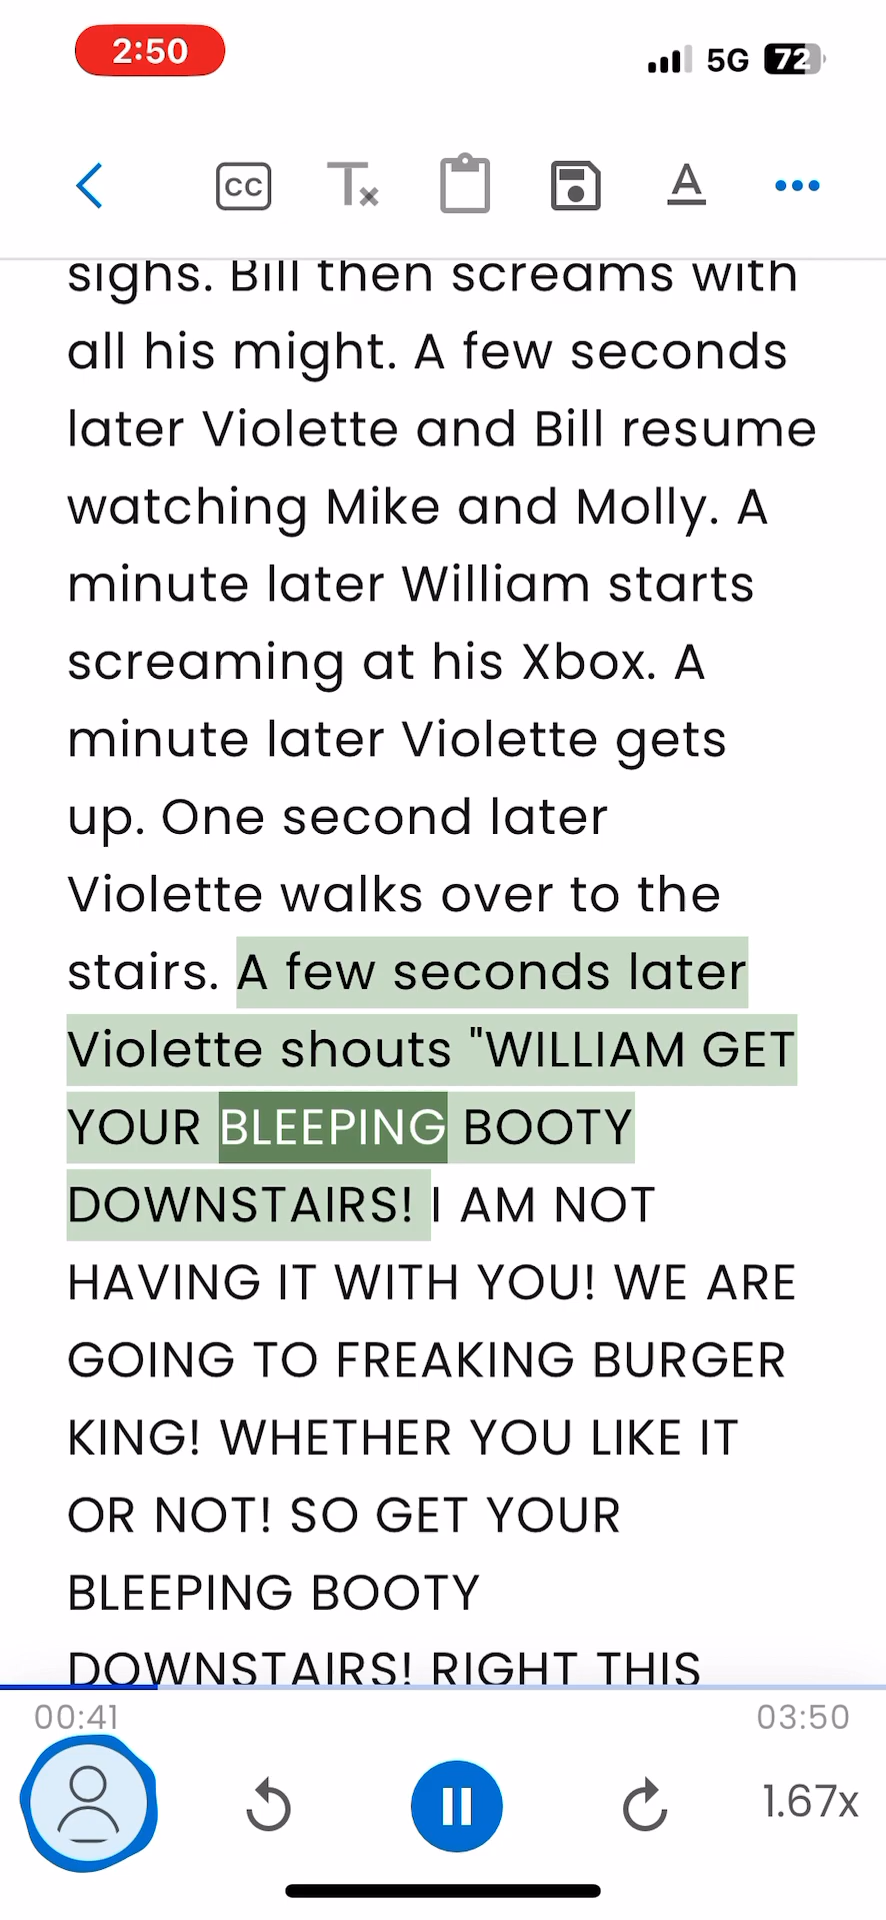 2:50
5G 72
CC
A
sighs. Bill then screams with
all his might. A few seconds
later Violette and Bill resume
watching Mike and Molly. A
minute later William starts
screaming at his Xbox. A
minute later Violette gets
up. One second later
Violette walks over to the
stairs. A few seconds later
Violette shouts "WILLIAM GET
YOUR BLEEPING BOOTY
DOWNSTAIRS! I AM NOT
HAVING IT WITH YOU! WE ARE
GOING TO FREAKING BURGER
KING! WHETHER YOU LIKE IT
OR NOT! SO GET YOUR
BLEEPING BOOTY
DOWNSTAIRS! RIGHT THIS
00:41
03:50
1.67x